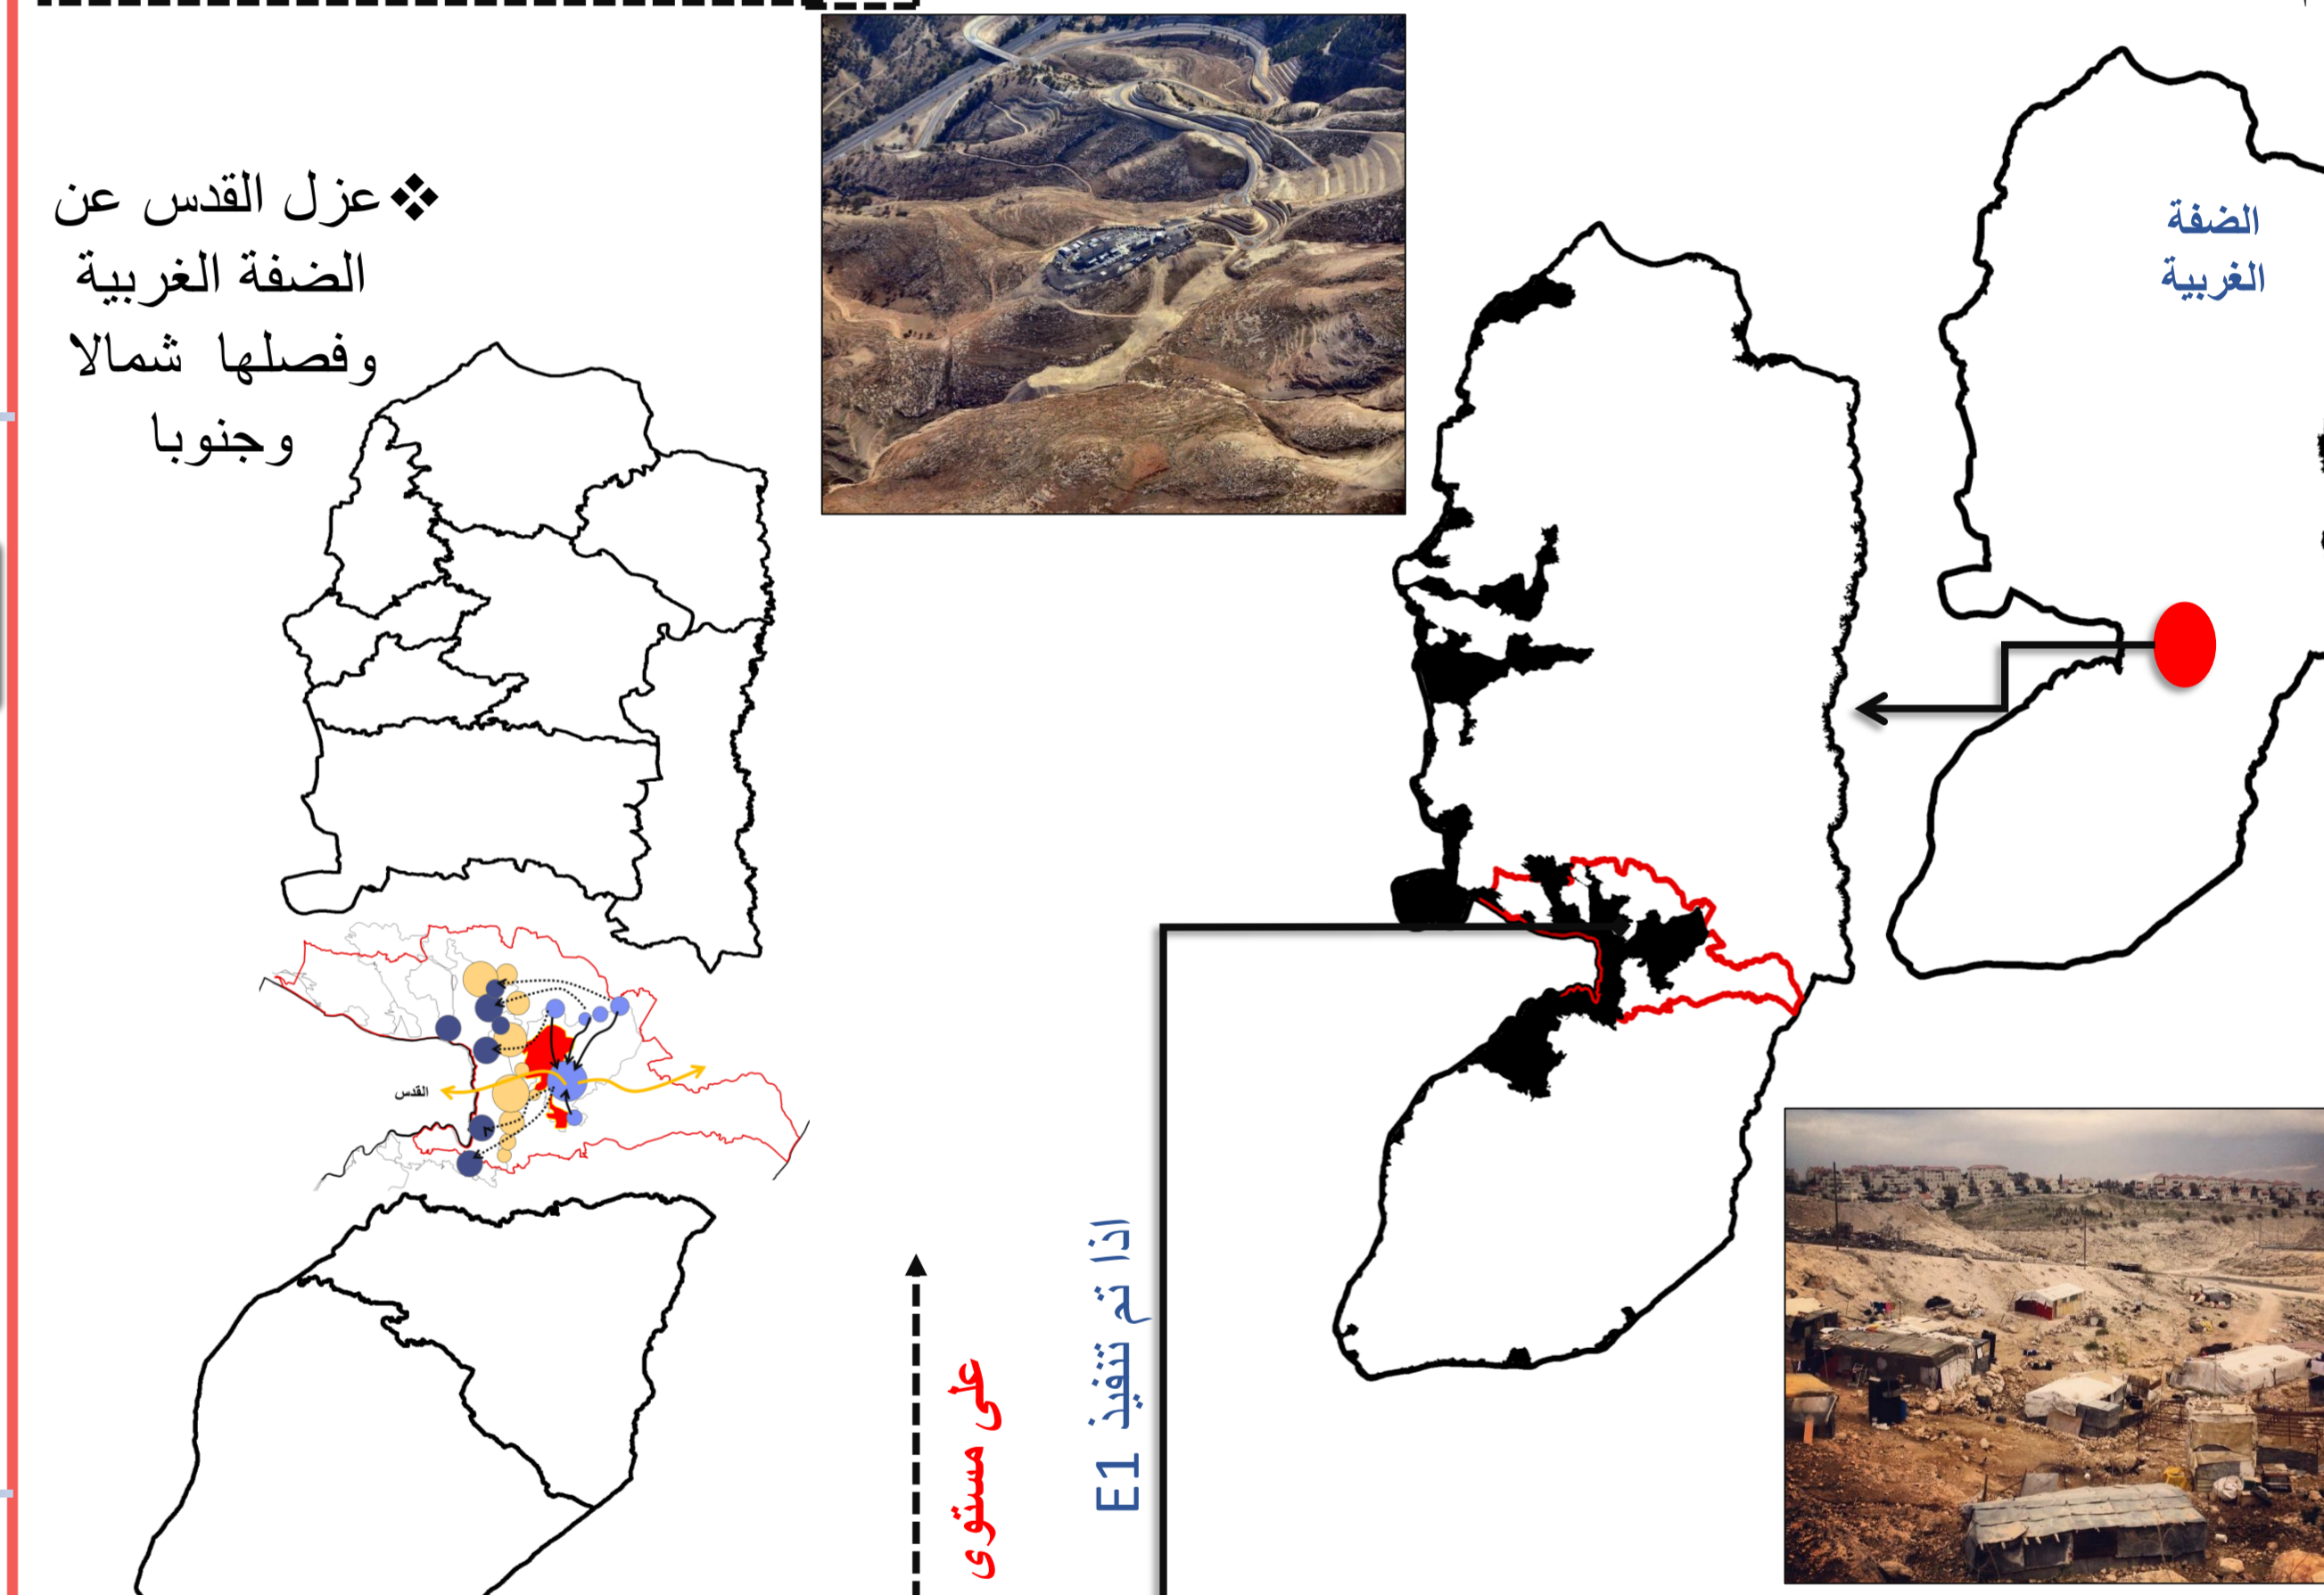 ❖عزل القدس عن
الضفة الغربية
وفصلها شمالا
وجنوبا
الضفة
الغربية
القدس
اذا تم تنفيذ E1
على مستوى